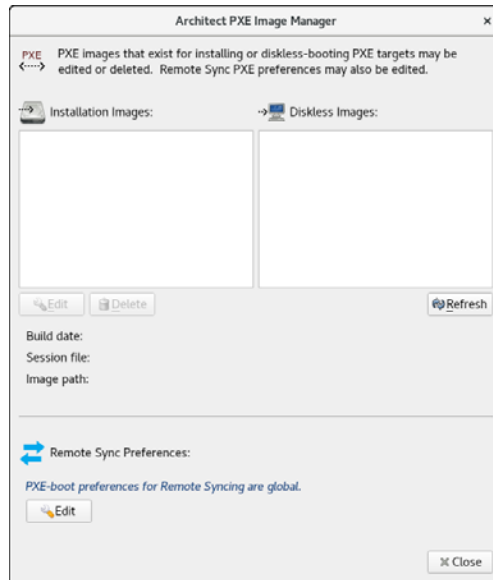 Architect PXE Image Manager
PXE PXE images that exist for installing or diskless-booting PXE targets may be
edited or deleted. Remote Sync PXE preferences may also be edited.
Installation Images: Diskless Images:
Edit Delete Refresh
Build date:
Session file:
Image path:
Remote Sync Preferences:
PXE-boot preferences for Remote Syncing are global.
Edit
Close